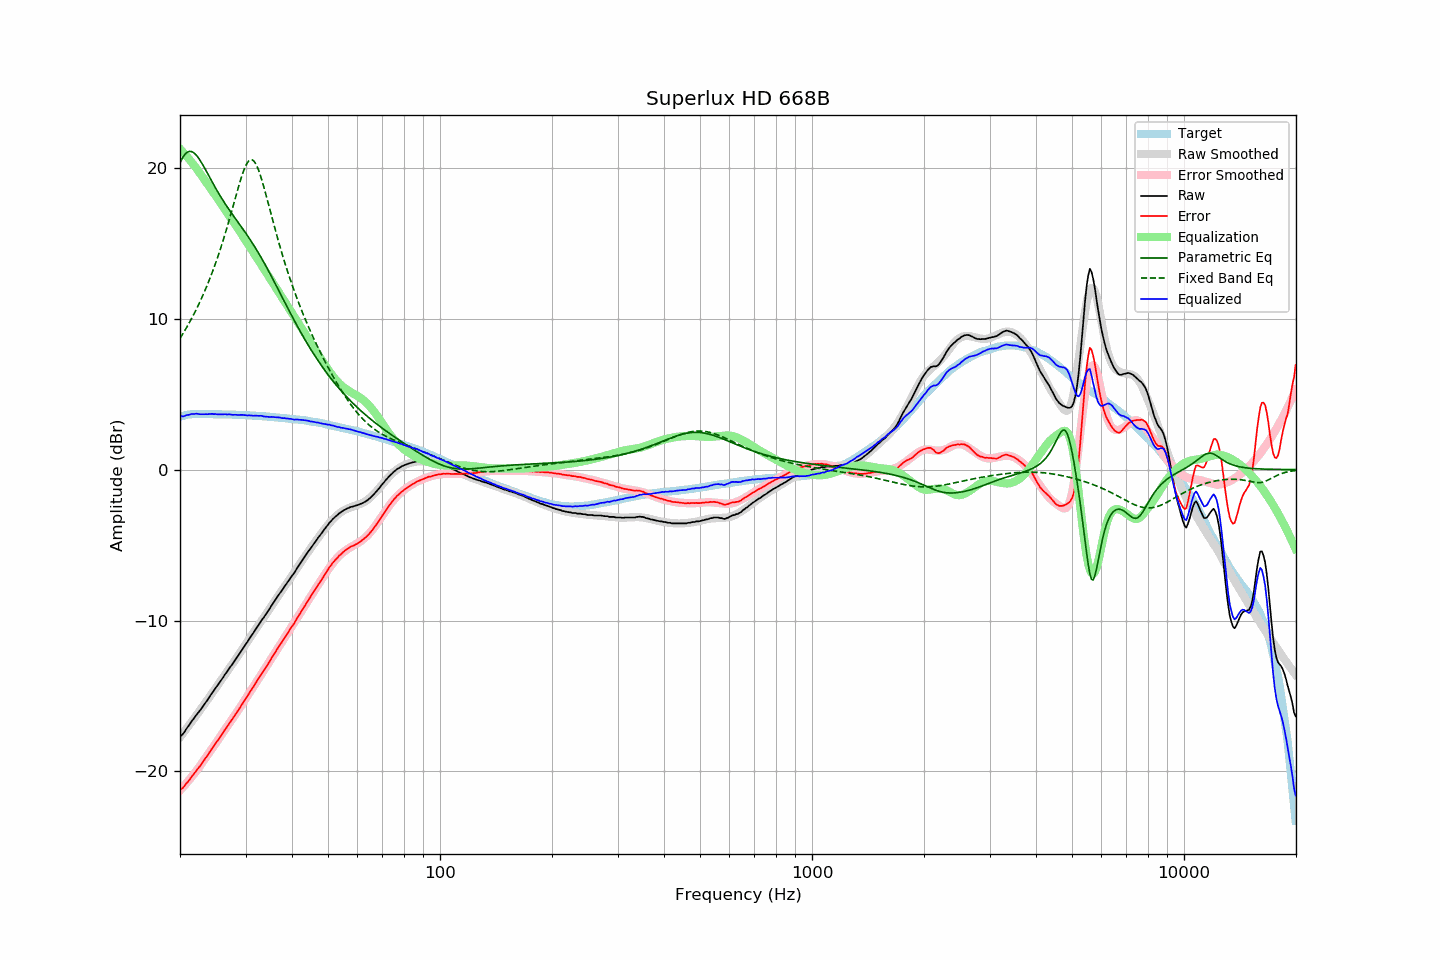 Superlux HD 668B
Target
Raw Smoothed
Error Smoothed
Raw
Error
Equalization
Parametric Eq
Fixed Band Eq
Equalized
20
10
0
−10
−20
Amplitude (dBr)
100
1000
10000
Frequency (Hz)